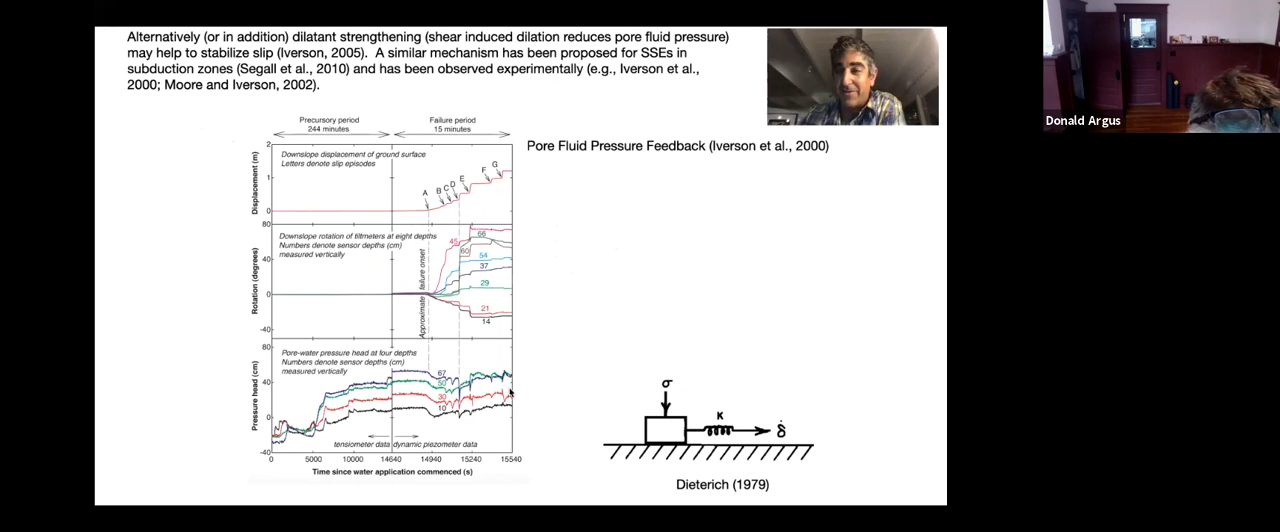 Alternatively (or in addition) dilatant strengthening (shear induced dilation reduces pore fluid pressure)
may help to stabilize slip (Iverson, 2005). A similar mechanism has been proposed for SSEs in
subduction zones (Segall et al., 2010) and has been observed experimentally (e.g., Iverson et al.,
2000; Moore and Iverson, 2002).
Donald Argus
Precursory period
244 minutes
Failure period
15 minutes
Pore Fluid Pressure Feedback (Iverson et al., 2000)
Displacement (m)
2
1
0
Downslope displacement of ground surface
Letters denote slip episodes
A
B
C
D
E
F
G
Rotation (degrees)
80
40
0
-40
Downslope rotation of tiltmeters at eight depths
Numbers denote sensor depths (cm)
measured vertically
Approximate failure onset
45
66
60
54
37
29
21
14
Pressure head (cm)
80
40
0
-40
Pore-water pressure head at four depths
Numbers denote sensor depths (cm)
measured vertically
67
50
30
10
tensiometer data
dynamic piezometer data
0 5000 10000 14640 14940 15240 15540
Time since water application commenced (s)
σ
K
δ̇
Dieterich (1979)